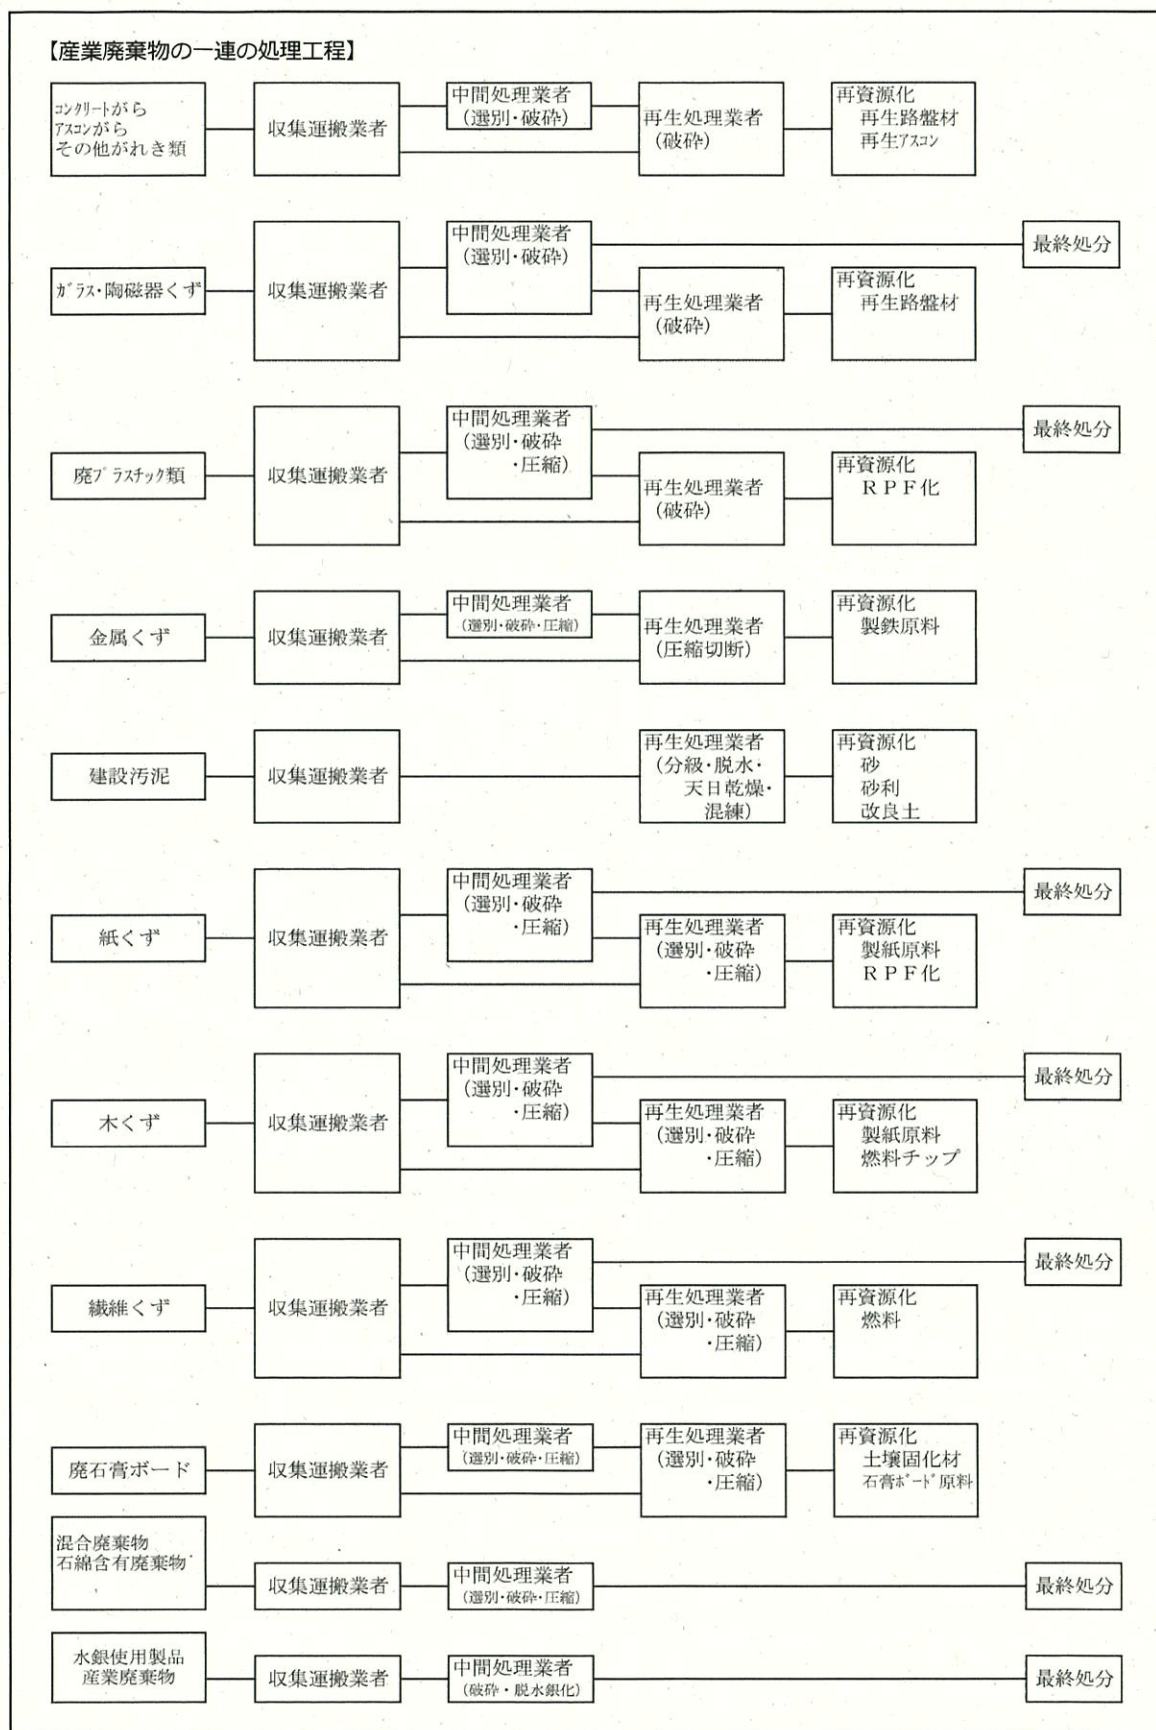 【産業廃棄物の一連の処理工程】
コンクリートがら
アスコンがら
その他がれき類
収集運搬業者
中間処理業者
(選別・破砕)
再生処理業者
(破砕)
再資源化
再生路盤材
再生アスコン
ガラス・陶磁器くず
収集運搬業者
中間処理業者
(選別・破砕)
再生処理業者
(破砕)
再資源化
再生路盤材
最終処分
廃プラスチック類
収集運搬業者
中間処理業者
(選別・破砕
・圧縮)
再生処理業者
(破砕)
再資源化
RPF化
最終処分
金属くず
収集運搬業者
中間処理業者
(選別・破砕・圧縮)
再生処理業者
(圧縮切断)
再資源化
製鉄原料
建設汚泥
収集運搬業者
再生処理業者
(分級・脱水・
天日乾燥・
混練)
再資源化
砂
砂利
改良土
紙くず
収集運搬業者
中間処理業者
(選別・破砕
・圧縮)
再生処理業者
(選別・破砕
・圧縮)
再資源化
製紙原料
RPF化
最終処分
木くず
収集運搬業者
中間処理業者
(選別・破砕
・圧縮)
再生処理業者
(選別・破砕
・圧縮)
再資源化
製紙原料
燃料チップ
最終処分
繊維くず
収集運搬業者
中間処理業者
(選別・破砕
・圧縮)
再生処理業者
(選別・破砕
・圧縮)
再資源化
燃料
最終処分
廃石膏ボード
収集運搬業者
中間処理業者
(選別・破砕・圧縮)
再生処理業者
(選別・破砕
・圧縮)
再資源化
土壌固化材
石膏ボード原料
混合廃棄物
石綿含有廃棄物
収集運搬業者
中間処理業者
(選別・破砕・圧縮)
最終処分
水銀使用製品
産業廃棄物
収集運搬業者
中間処理業者
(破砕・脱水銀化)
最終処分